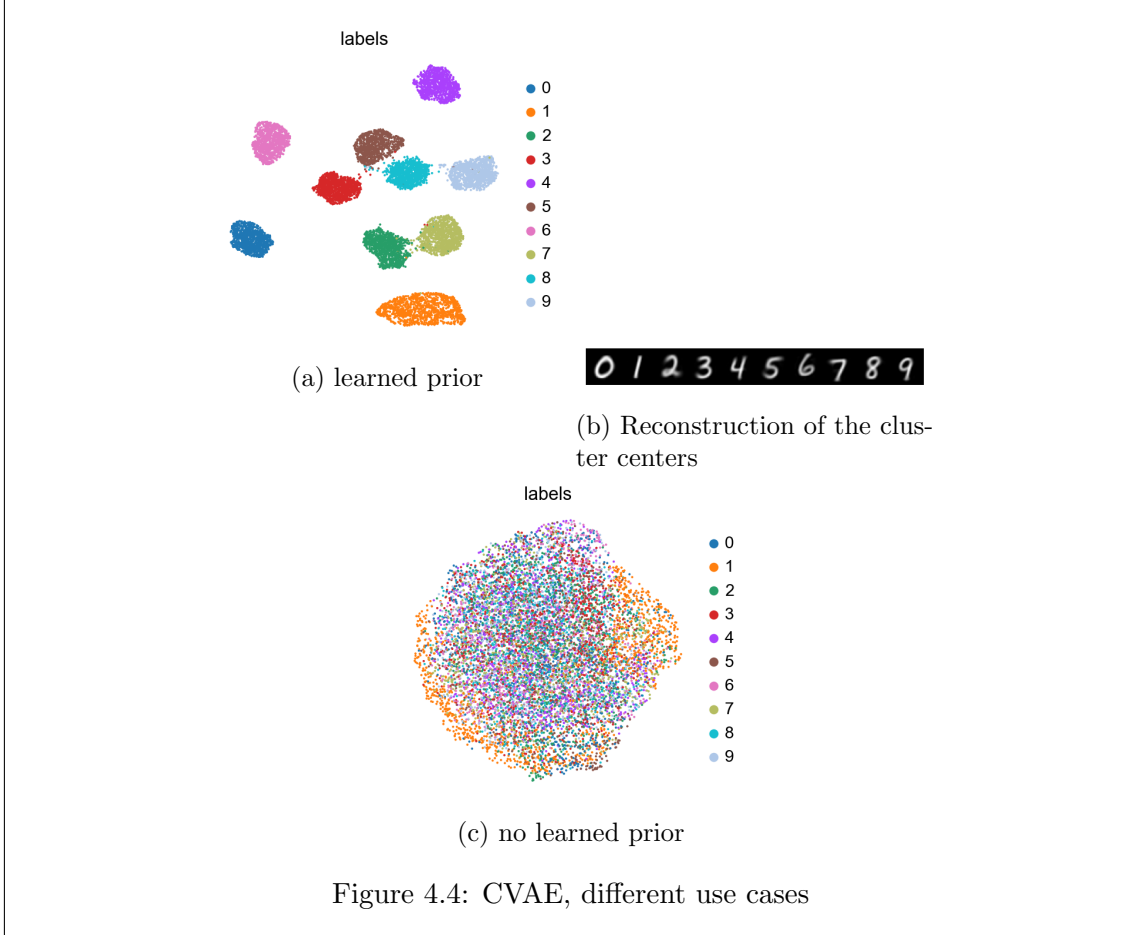 labels
0
1
2
3
4
5
6
7
8
9
(a) learned prior
0 1 2 3 4 5 6 7 8 9
(b) Reconstruction of the clus-
ter centers
labels
0
1
2
3
4
5
6
7
8
9
(c) no learned prior
Figure 4.4: CVAE, different use cases